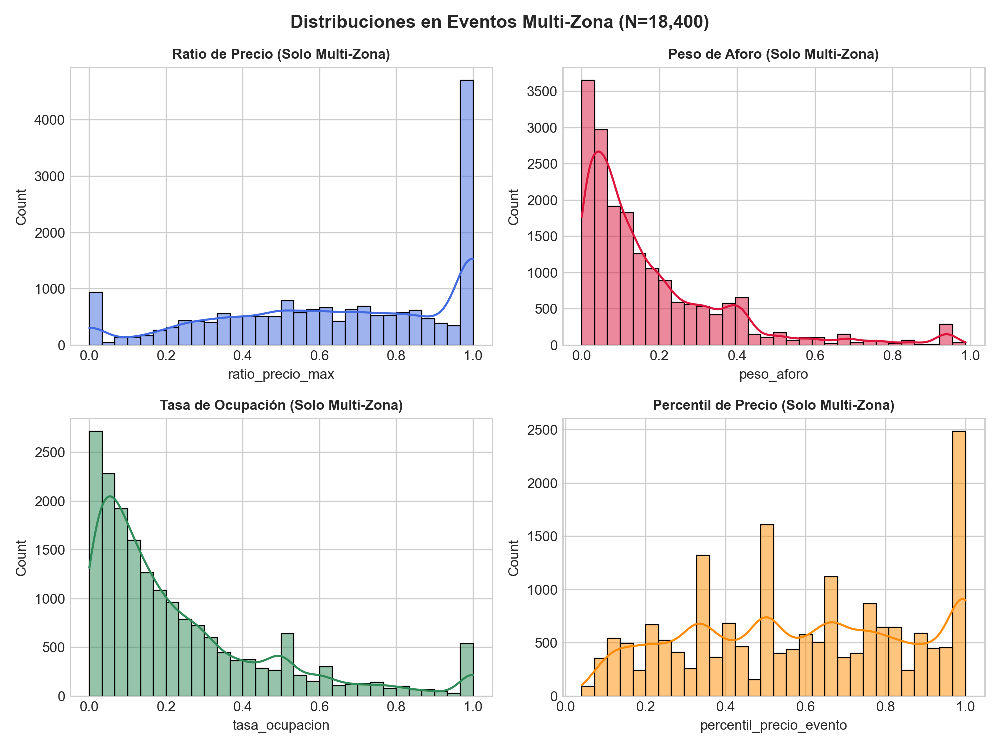 Distribuciones en Eventos Multi-Zona (N=18,400)
Ratio de Precio (Solo Multi-Zona)
Count
4000
3000
2000
1000
0
0.0 0.2 0.4 0.6 0.8 1.0
ratio_precio_max
Peso de Aforo (Solo Multi-Zona)
Count
3500
3000
2500
2000
1500
1000
500
0
0.0 0.2 0.4 0.6 0.8 1.0
peso_aforo
Tasa de Ocupación (Solo Multi-Zona)
Count
2500
2000
1500
1000
500
0
0.0 0.2 0.4 0.6 0.8 1.0
tasa_ocupacion
Percentil de Precio (Solo Multi-Zona)
Count
2500
2000
1500
1000
500
0
0.0 0.2 0.4 0.6 0.8 1.0
percentil_precio_evento